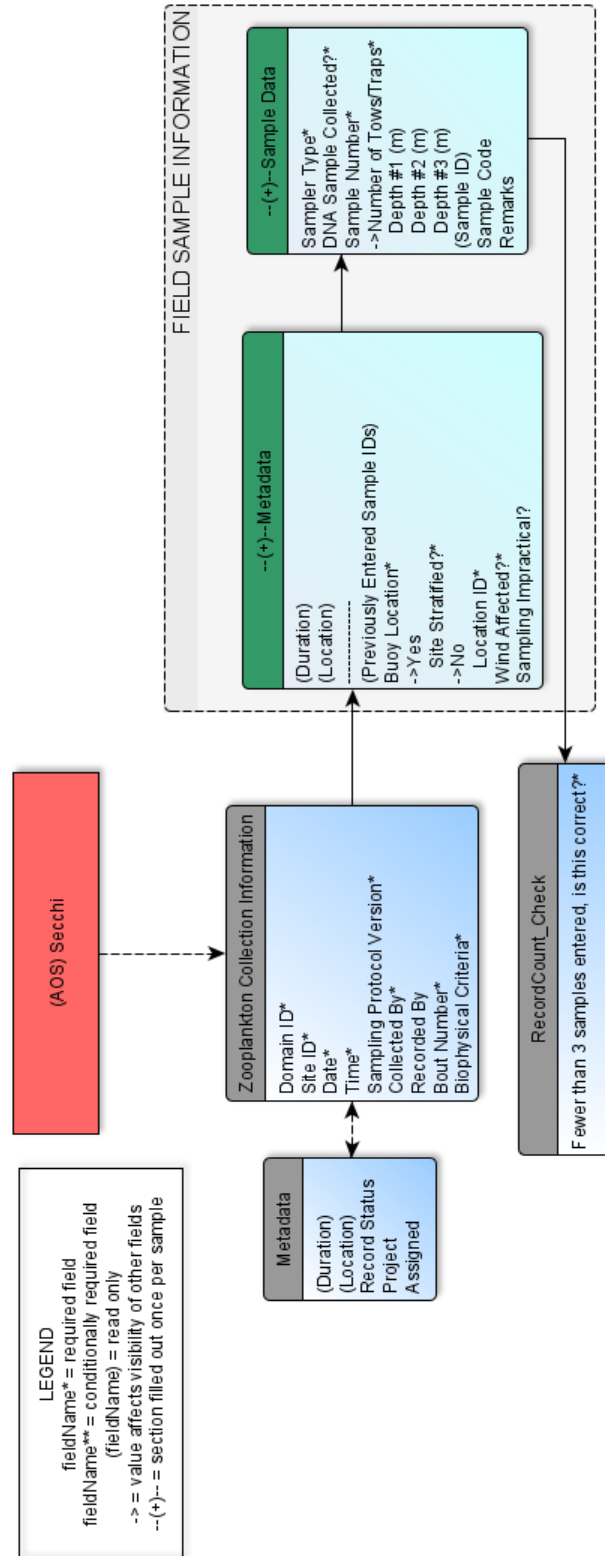 LEGEND
fieldName* = required field
fieldName** = conditionally required field
(fieldName) = read only
-> = value affects visibility of other fields
--(+)-- = section filled out once per sample
(AOS) Secchi
Metadata
(Duration)
(Location)
Record Status
Project
Assigned
Zooplankton Collection Information
Domain ID*
Site ID*
Date*
Time*
Sampling Protocol Version*
Collected By*
Recorded By
Bout Number*
Biophysical Criteria*
FIELD SAMPLE INFORMATION
--(+)--Metadata
(Duration)
(Location)
---------------
(Previously Entered Sample IDs)
Buoy Location*
->Yes
Site Stratified?*
->No
Location ID*
Wind Affected?*
Sampling Impractical?
--(+)--Sample Data
Sampler Type*
DNA Sample Collected?*
Sample Number*
->Number of Tows/Traps*
Depth #1 (m)
Depth #2 (m)
Depth #3 (m)
(Sample ID)
Sample Code
Remarks
RecordCount_Check
Fewer than 3 samples entered, is this correct?*